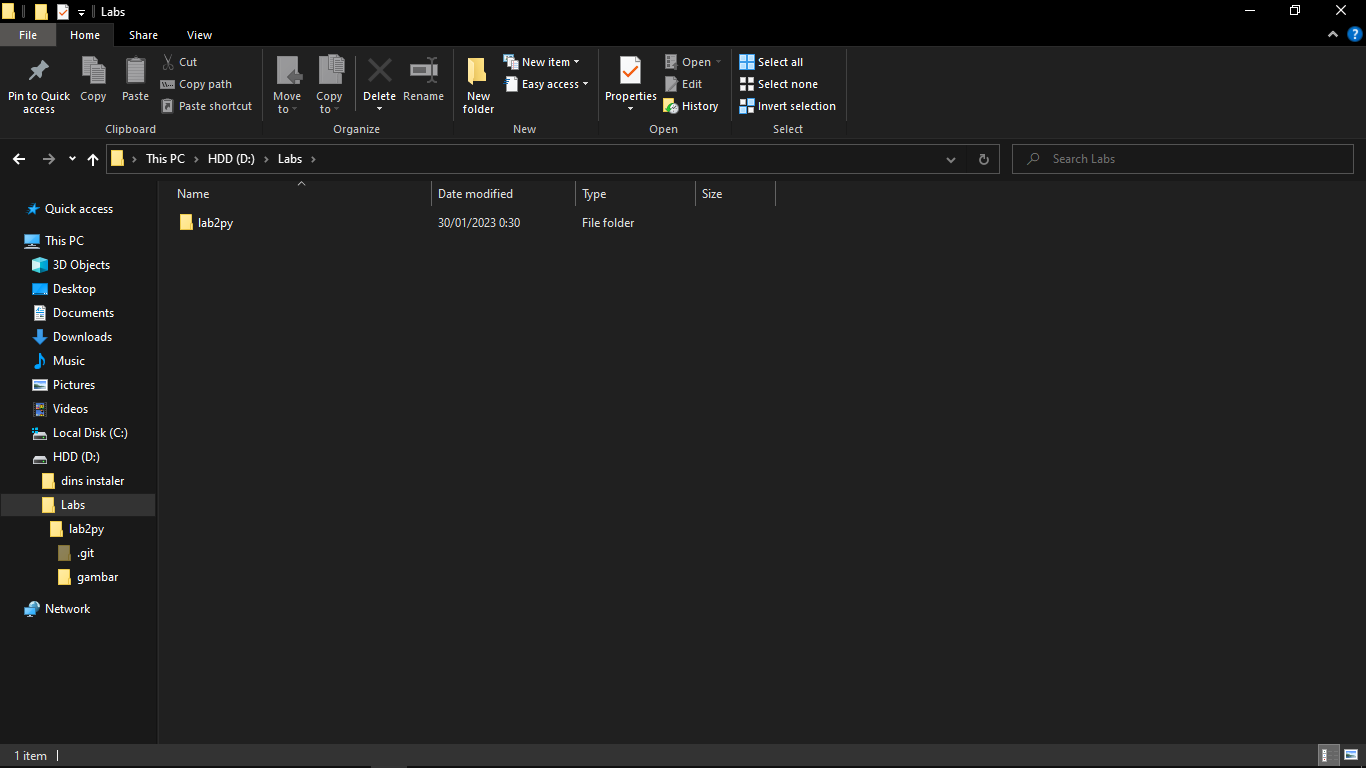 Labs
File Home Share View
Pin to Quick access
Copy
Paste
Cut
Copy path
Paste shortcut
Clipboard
Move to
Copy to
Delete
Rename
Organize
New folder
New item
Easy access
New
Properties
Open
Edit
History
Open
Select all
Select none
Invert selection
Select
This PC HDD (D:) Labs
Search Labs
Name Date modified Type Size
lab2py 30/01/2023 0:30 File folder
Quick access
This PC
3D Objects
Desktop
Documents
Downloads
Music
Pictures
Videos
Local Disk (C:)
HDD (D:)
dins instaler
Labs
lab2py
.git
gambar
Network
1 item